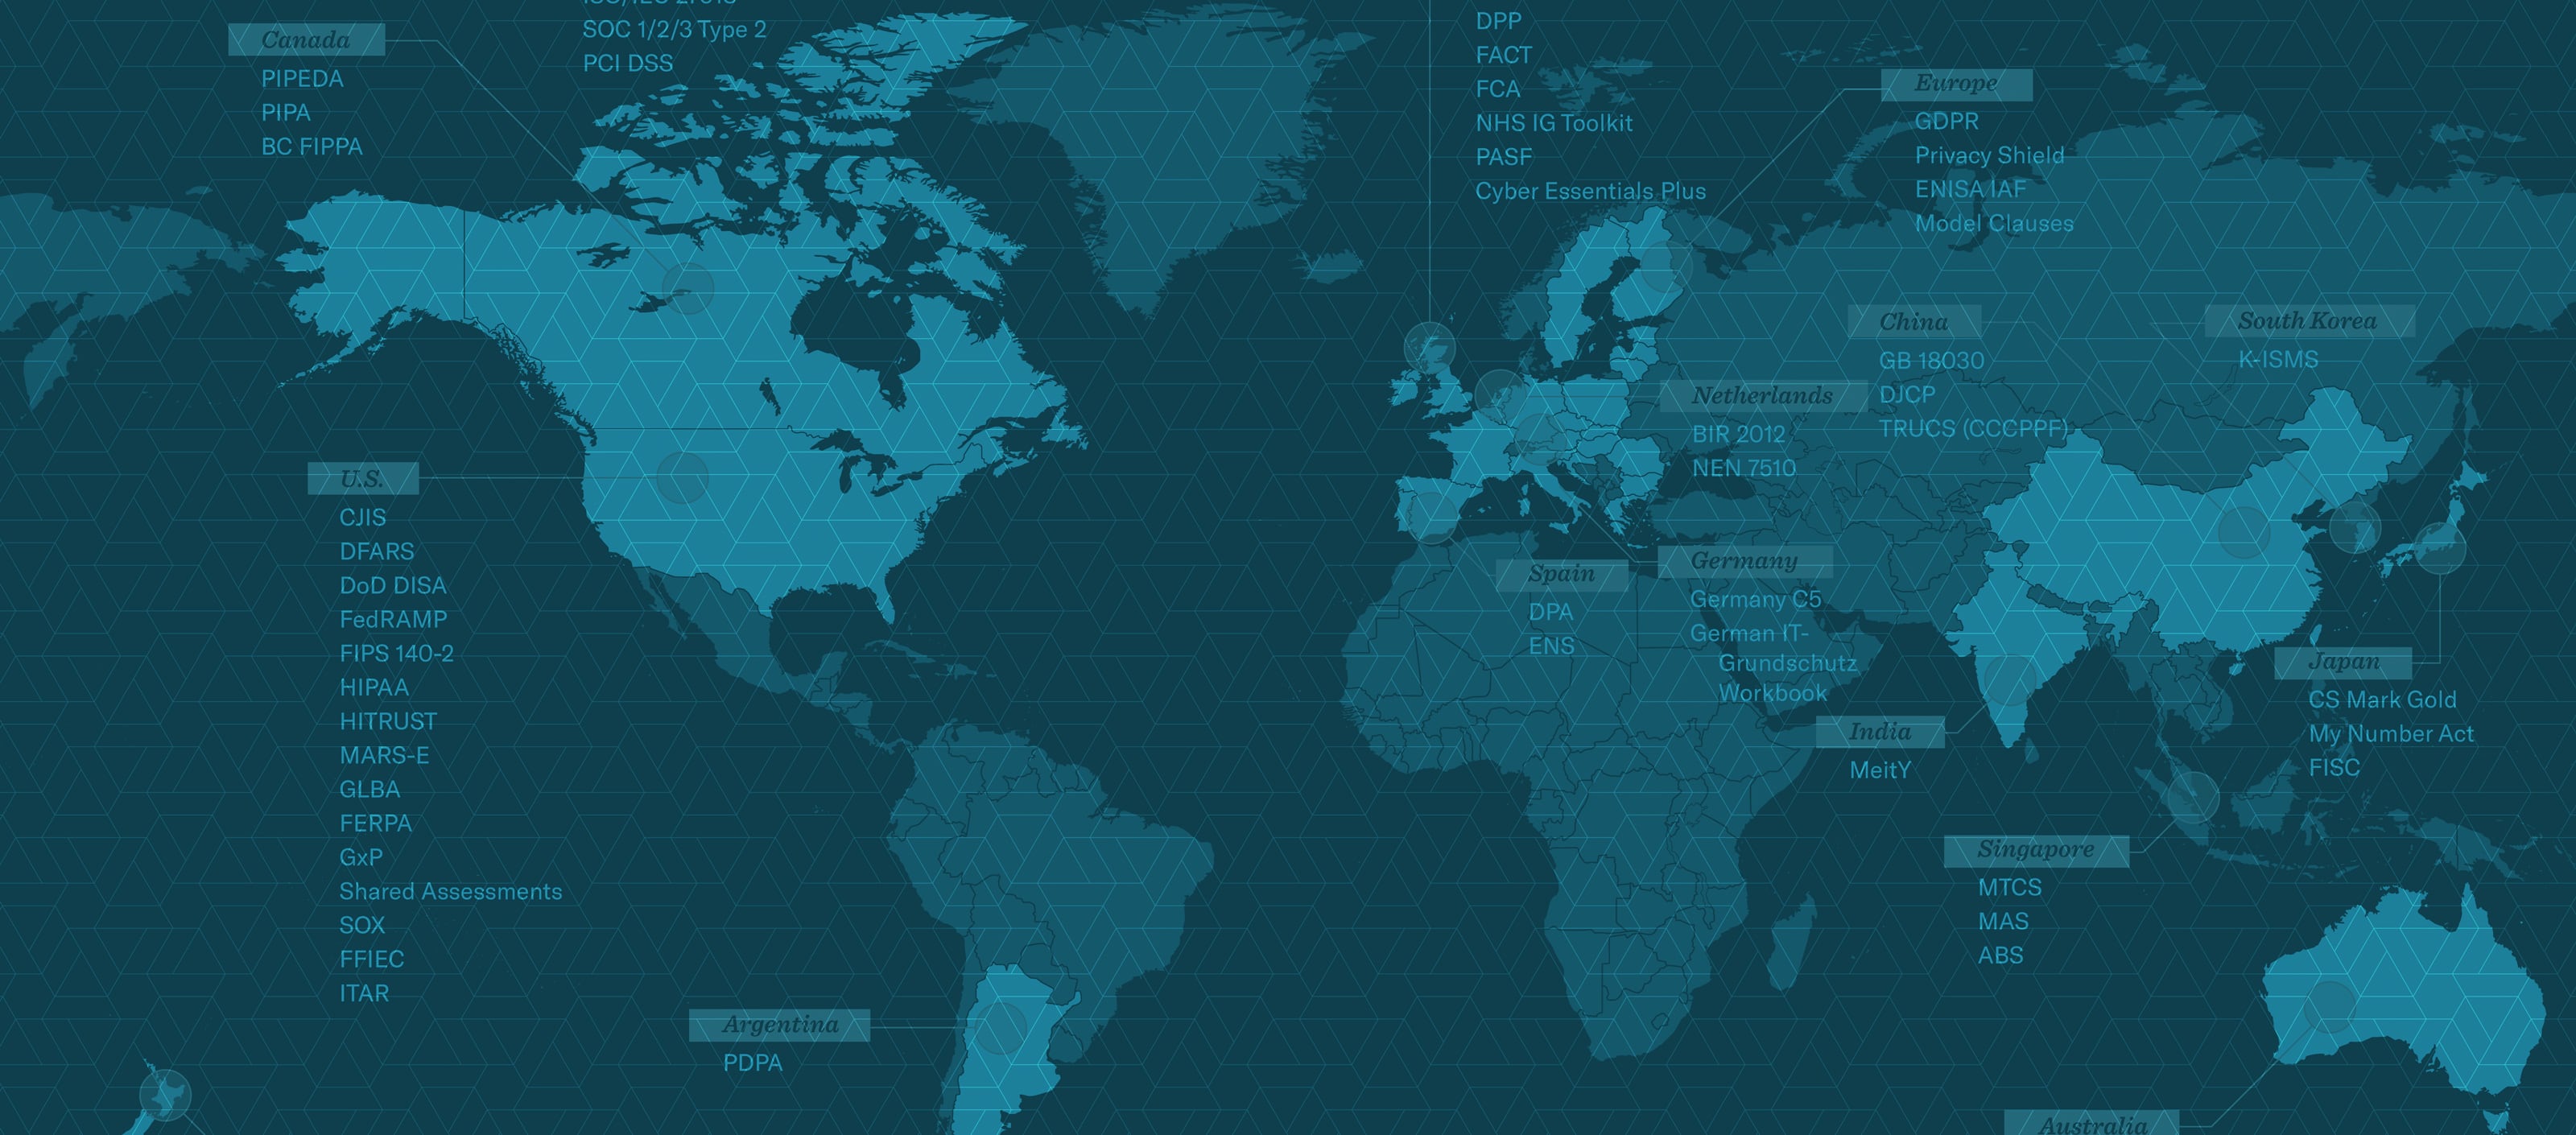 Canada
PIPEDA
PIPA
BC FIPPA
SOC 1/2/3 Type 2
PCI DSS
DPP
FACT
FCA
NHS IG Toolkit
PASF
Cyber Essentials Plus
Europe
GDPR
Privacy Shield
ENISA IAF
Model Clauses
China
GB 18030
DJCP
TRUCS (CCCPPF)
South Korea
K-ISMS
Netherlands
BIR 2012
NEN 7510
U.S.
CJIS
DFARS
DoD DISA
FedRAMP
FIPS 140-2
HIPAA
HITRUST
MARS-E
GLBA
FERPA
GxP
Shared Assessments
SOX
FFIEC
ITAR
Spain
DPA
ENS
Germany
Germany C5
German IT-
Grundschutz
Workbook
Japan
CS Mark Gold
My Number Act
FISC
India
MeitY
Singapore
MTCS
MAS
ABS
Argentina
PDPA
Australia